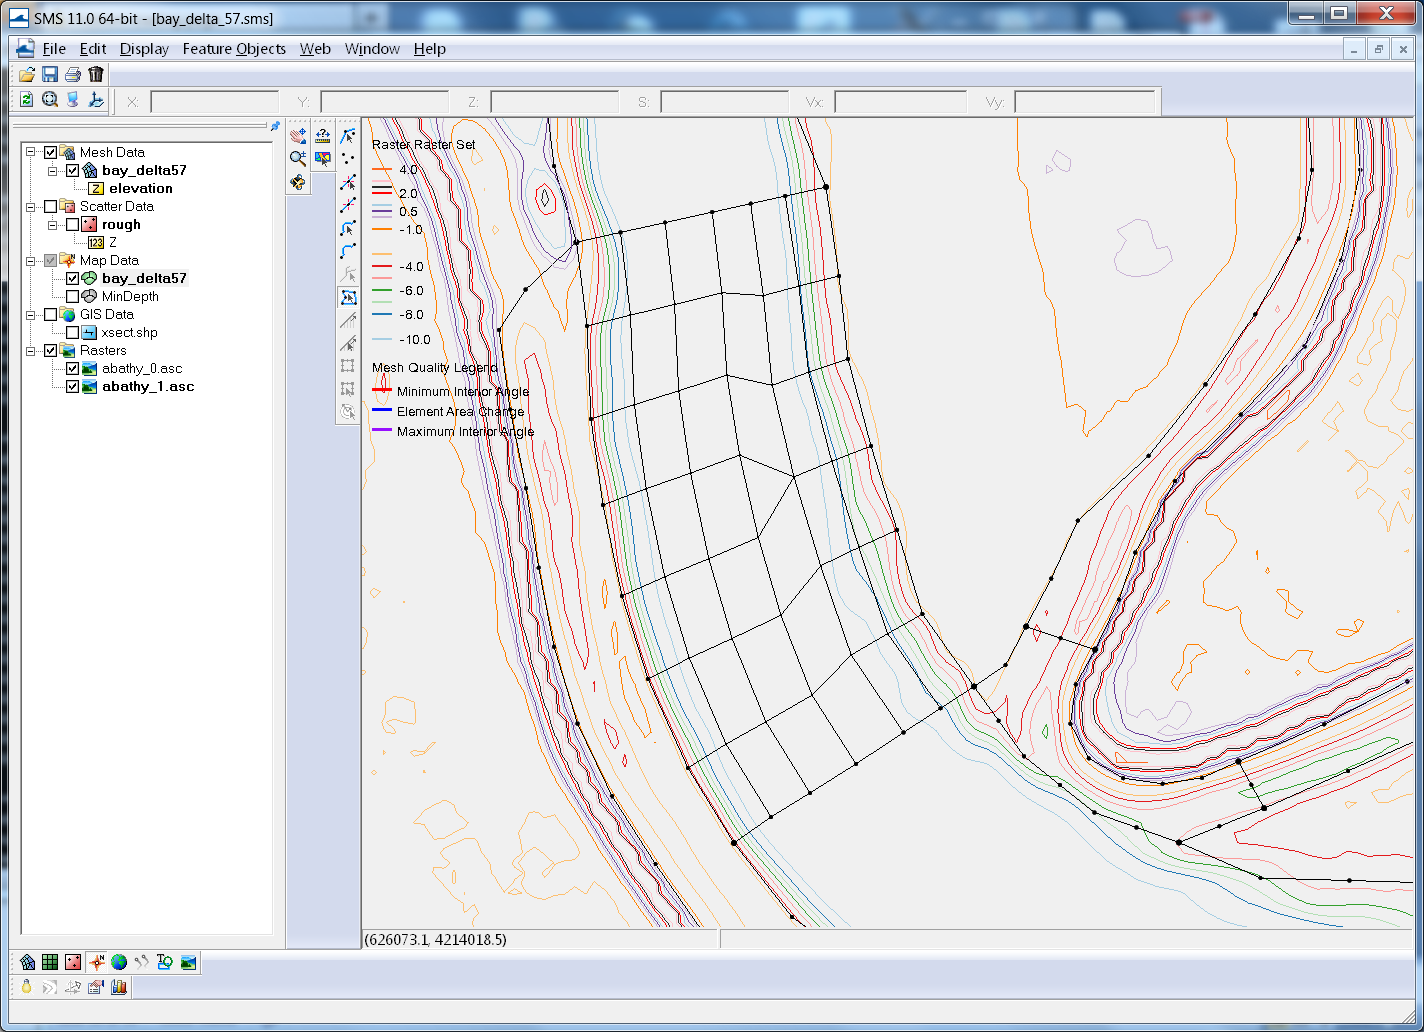 SMS 11.0 64-bit - [bay_delta_57.sms]
File Edit Display Feature Objects Web Window Help
X: Y: Z: S: Vx: Vy:
Mesh Data
bay_delta57
Z elevation
Scatter Data
rough
123 Z
Map Data
bay_delta57
MinDepth
GIS Data
xsect.shp
Rasters
abathy_0.asc
abathy_1.asc
Raster Raster Set
4.0
2.0
0.5
-1.0
-4.0
-6.0
-8.0
-10.0
Mesh Quality Legend
Minimum Interior Angle
Element Area Change
Maximum Interior Angle
(626073.1, 4214018.5)